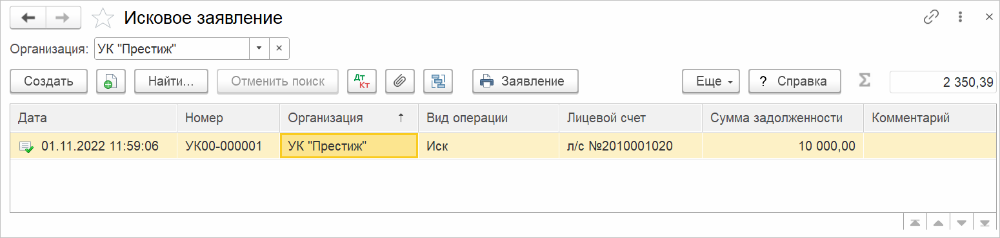 Исковое заявление
Организация: УК "Престиж"
Создать Найти... Отменить поиск Дт Кт Заявление Еще ? Справка Σ 2 350,39
Дата Номер Организация ↑ Вид операции Лицевой счет Сумма задолженности Комментарий
01.11.2022 11:59:06 УК00-000001 УК "Престиж" Иск л/с №2010001020 10 000,00